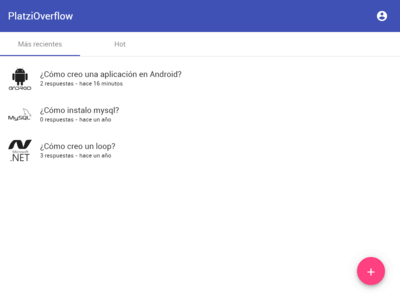 PlatziOverflow
Más recientes
Hot
¿Cómo creo una aplicación en Android?
2 respuestas - hace 16 minutos
ANDROID
¿Cómo instalo mysql?
0 respuestas - hace un año
MySQL
¿Cómo creo un loop?
3 respuestas - hace un año
Microsoft
.NET